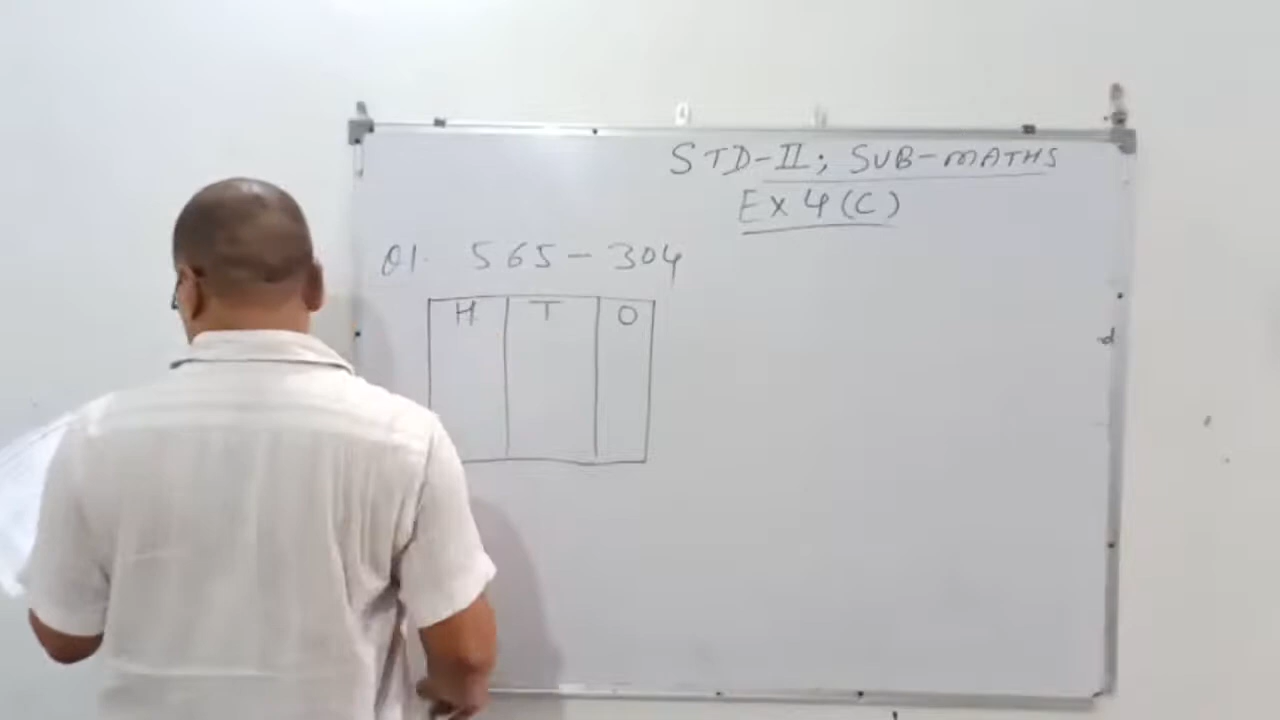 STD-II; SUB-MATHS
Ex 4(C)
Q1. 565 - 304
H T O